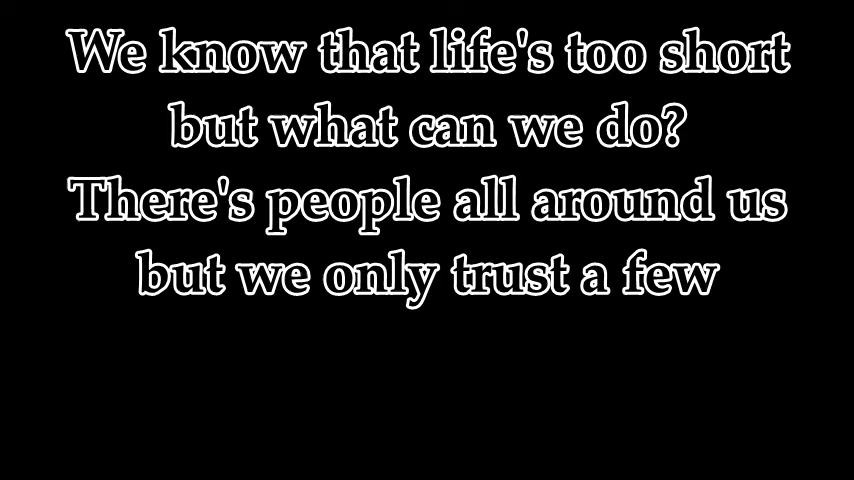 We know that life's too short
but what can we do?
There's people all around us
but we only trust a few